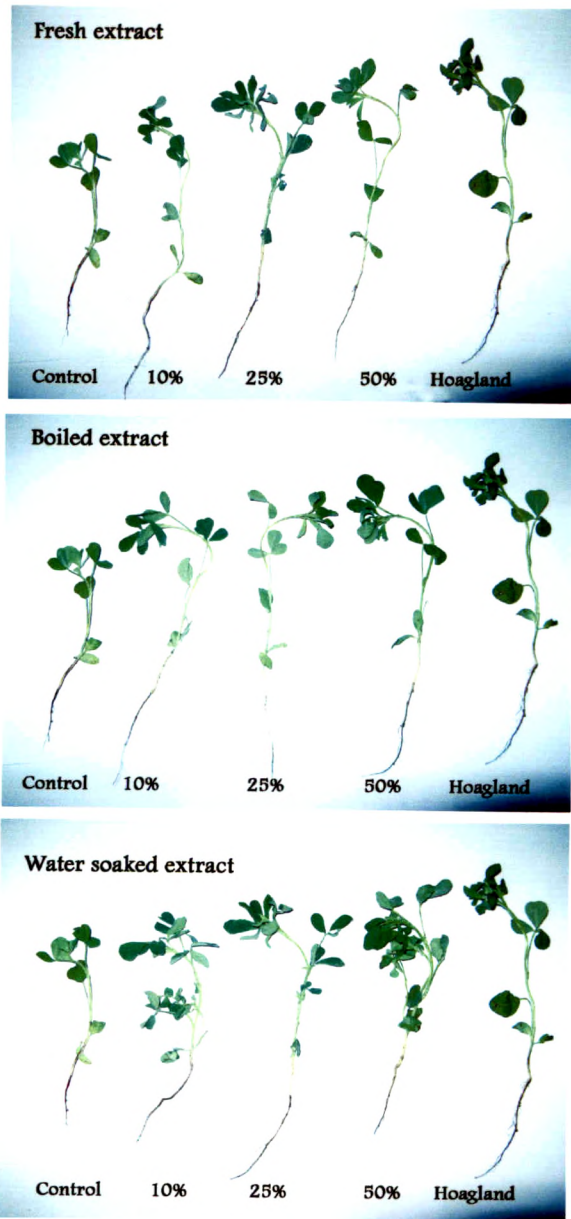 Fresh extract
Control 10% 25% 50% Hoagland
Boiled extract
Control 10% 25% 50% Hoagland
Water soaked extract
Control 10% 25% 50% Hoagland